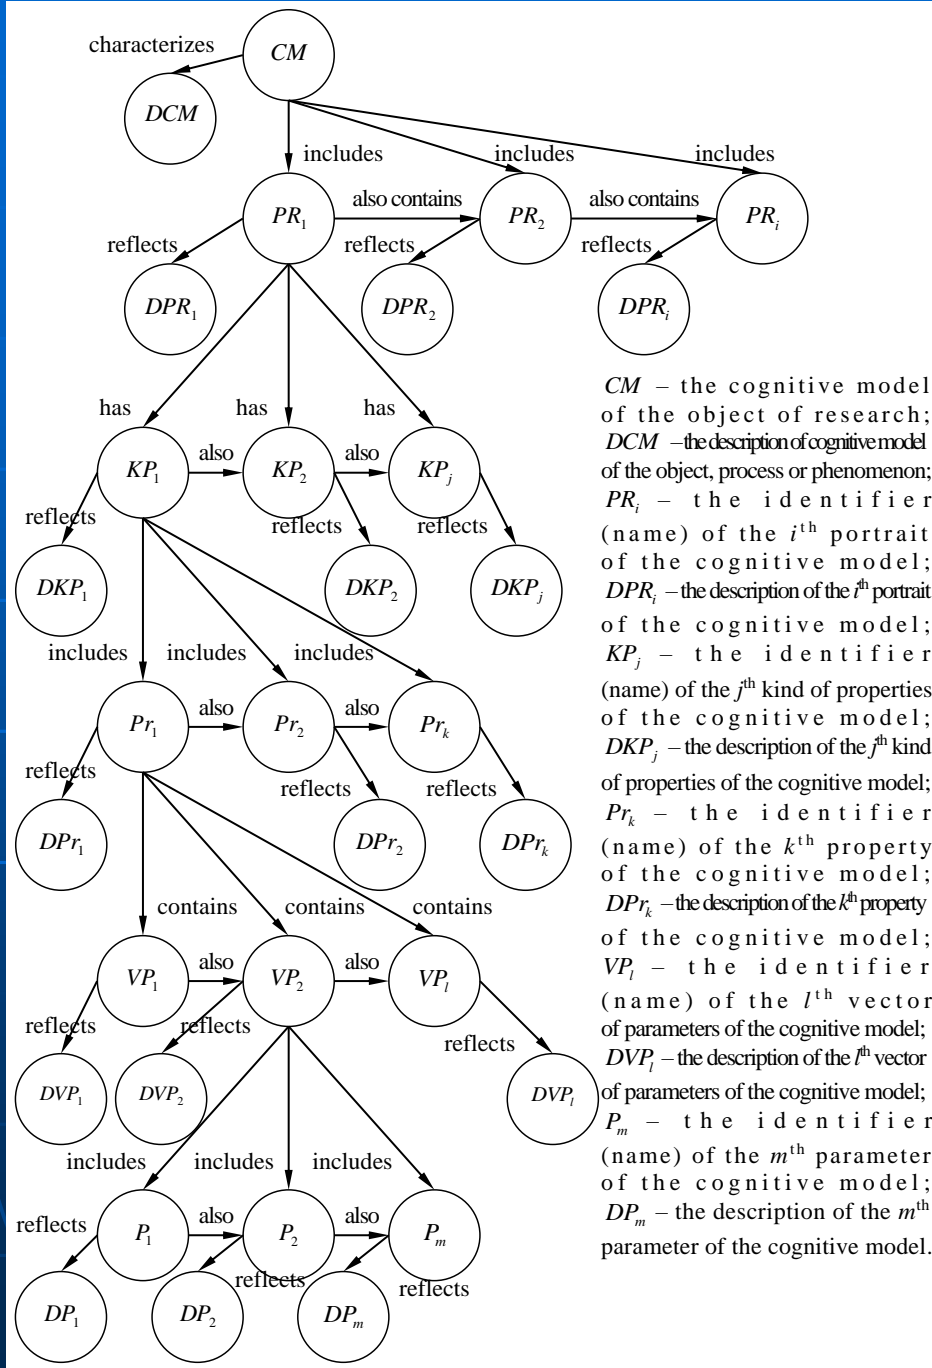 characterizes
CM
DCM
includes
includes
includes
PR₁
also contains
PR₂
also contains
PRᵢ
reflects
reflects
reflects
DPR₁
DPR₂
DPRᵢ
has
has
has
KP₁
also
KP₂
also
KPⱼ
reflects
reflects
reflects
DKP₁
DKP₂
DKPⱼ
includes
includes
includes
Pr₁
also
Pr₂
also
Prₖ
reflects
reflects
reflects
DPr₁
DPr₂
DPrₖ
contains
contains
contains
VP₁
also
VP₂
also
VPₗ
reflects
reflects
reflects
DVP₁
DVP₂
DVPₗ
includes
includes
includes
P₁
also
P₂
also
Pₘ
reflects
reflects
reflects
DP₁
DP₂
DPₘ
CM – the cognitive model
of the object of research;
DCM – the description of cognitive model
of the object, process or phenomenon;
PRᵢ – the identifier
(name) of the iᵗʰ portrait
of the cognitive model;
DPRᵢ – the description of the iᵗʰ portrait
of the cognitive model;
KPⱼ – the identifier
(name) of the jᵗʰ kind of properties
of the cognitive model;
DKPⱼ – the description of the jᵗʰ kind
of properties of the cognitive model;
Prₖ – the identifier
(name) of the kᵗʰ property
of the cognitive model;
DPrₖ – the description of the kᵗʰ property
of the cognitive model;
VPₗ – the identifier
(name) of the lᵗʰ vector
of parameters of the cognitive model;
DVPₗ – the description of the lᵗʰ vector
of parameters of the cognitive model;
Pₘ – the identifier
(name) of the mᵗʰ parameter
of the cognitive model;
DPₘ – the description of the mᵗʰ
parameter of the cognitive model.